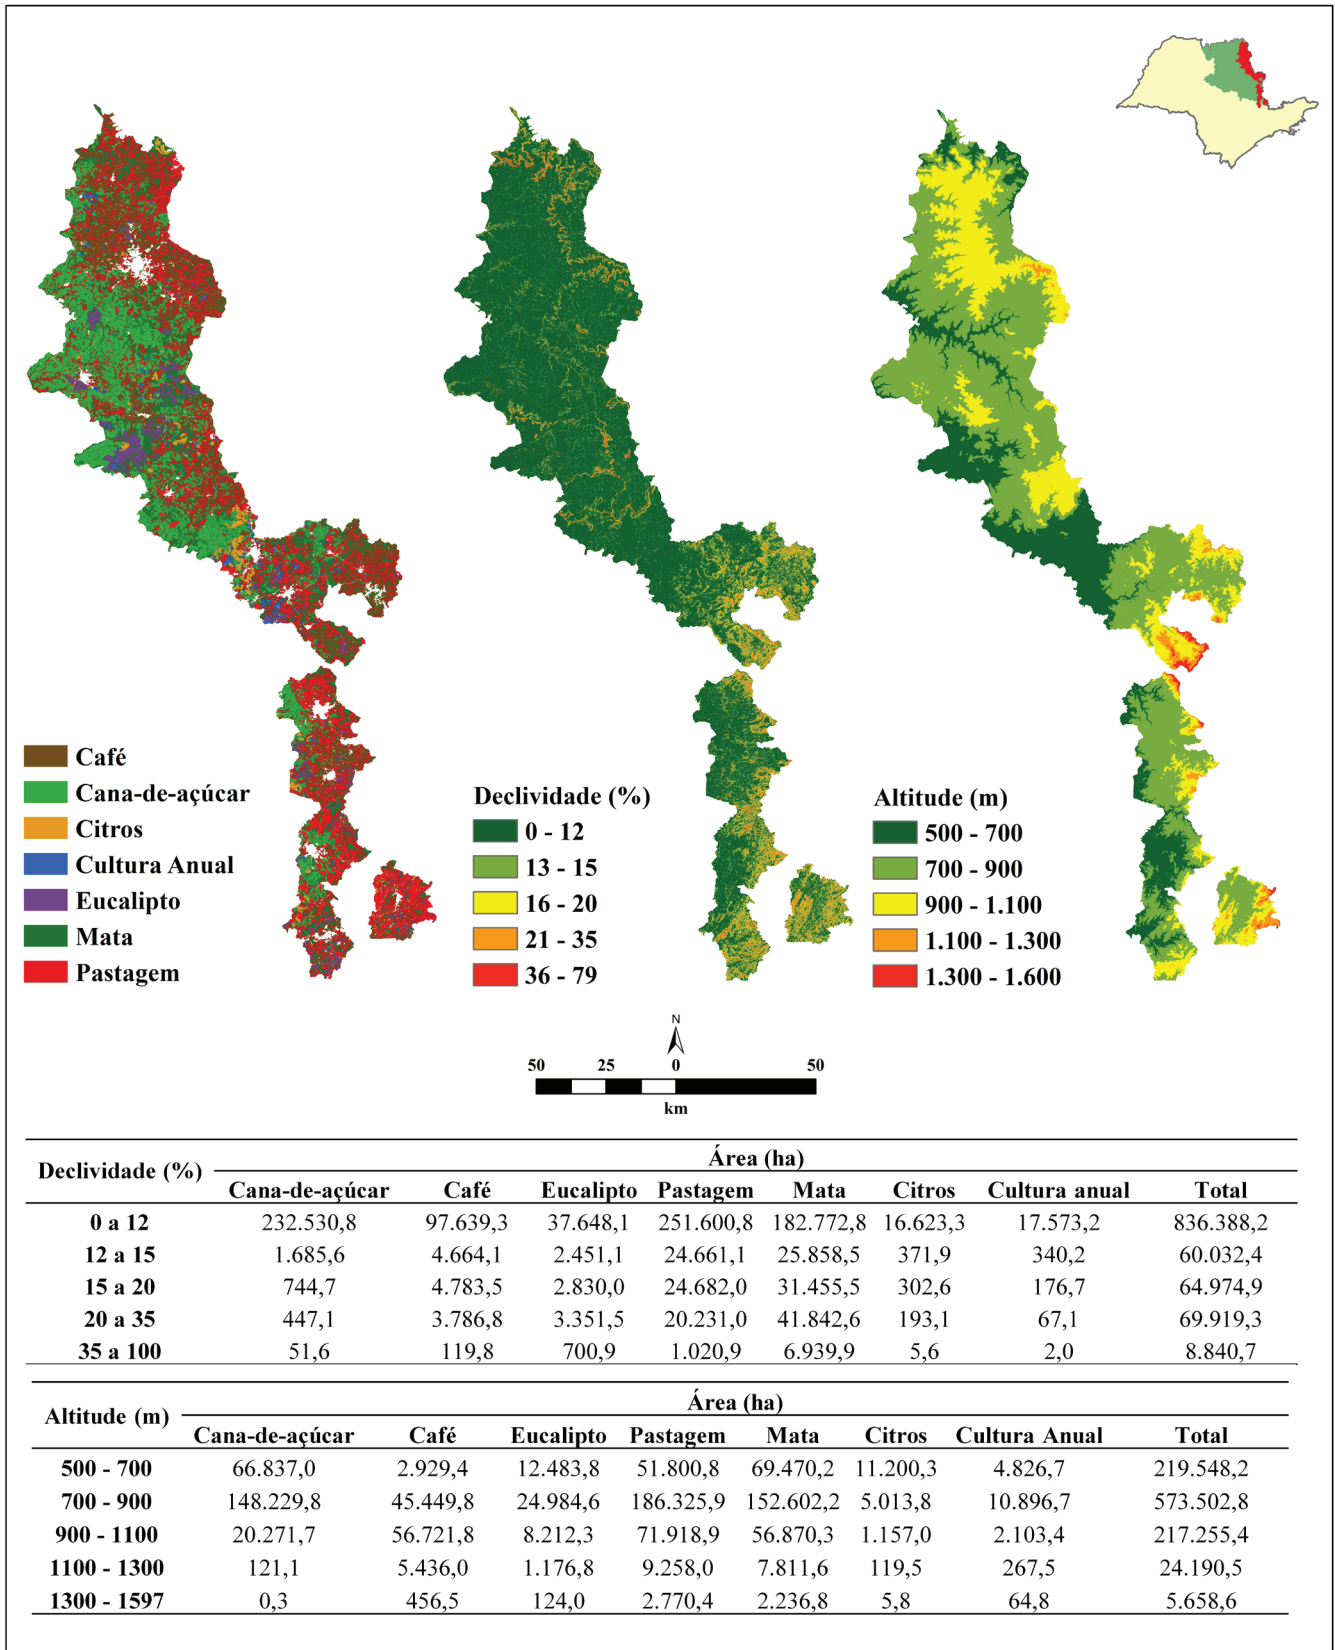 Café
Cana-de-açúcar
Citros
Cultura Anual
Eucalipto
Mata
Pastagem
Declividade (%)
0 - 12
13 - 15
16 - 20
21 - 35
36 - 79
Altitude (m)
500 - 700
700 - 900
900 - 1.100
1.100 - 1.300
1.300 - 1.600
N
50 25 0 50
km
Declividade (%) Área (ha)
Cana-de-açúcar Café Eucalipto Pastagem Mata Citros Cultura anual Total
0 a 12 232.530,8 97.639,3 37.648,1 251.600,8 182.772,8 16.623,3 17.573,2 836.388,2
12 a 15 1.685,6 4.664,1 2.451,1 24.661,1 25.858,5 371,9 340,2 60.032,4
15 a 20 744,7 4.783,5 2.830,0 24.682,0 31.455,5 302,6 176,7 64.974,9
20 a 35 447,1 3.786,8 3.351,5 20.231,0 41.842,6 193,1 67,1 69.919,3
35 a 100 51,6 119,8 700,9 1.020,9 6.939,9 5,6 2,0 8.840,7
Altitude (m) Área (ha)
Cana-de-açúcar Café Eucalipto Pastagem Mata Citros Cultura Anual Total
500 - 700 66.837,0 2.929,4 12.483,8 51.800,8 69.470,2 11.200,3 4.826,7 219.548,2
700 - 900 148.229,8 45.449,8 24.984,6 186.325,9 152.602,2 5.013,8 10.896,7 573.502,8
900 - 1100 20.271,7 56.721,8 8.212,3 71.918,9 56.870,3 1.157,0 2.103,4 217.255,4
1100 - 1300 121,1 5.436,0 1.176,8 9.258,0 7.811,6 119,5 267,5 24.190,5
1300 - 1597 0,3 456,5 124,0 2.770,4 2.236,8 5,8 64,8 5.658,6